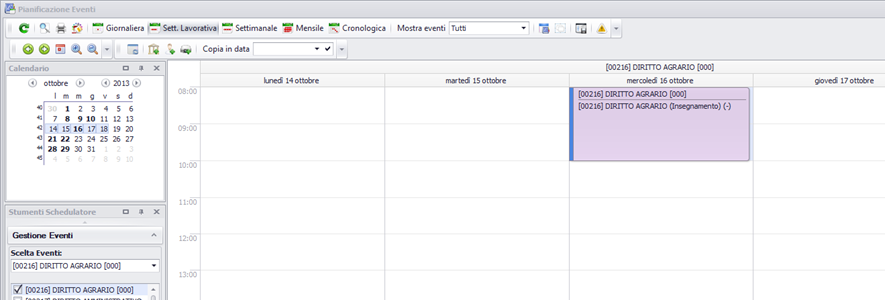 Pianificazione Eventi
Giornaliera Sett. Lavorativa Settimanale Mensile Cronologica Mostra eventi Tutti
Copia in data
Calendario
ottobre 2013
l m m g v s d
40 30 1 2 3 4 5 6
41 7 8 9 10 11 12 13
42 14 15 16 17 18 19 20
43 21 22 23 24 25 26 27
44 28 29 30 31 1 2 3
45 4 5 6 7 8 9 10
Stumenti Schedulatore
Gestione Eventi
Scelta Eventi:
[00216] DIRITTO AGRARIO [000]
[00216] DIRITTO AGRARIO [000]
[00216] DIRITTO AGRARIO [000]
lunedì 14 ottobre martedì 15 ottobre mercoledì 16 ottobre giovedì 17 ottobre
08:00
[00216] DIRITTO AGRARIO [000]
[00216] DIRITTO AGRARIO (Insegnamento) (-)
09:00
10:00
11:00
12:00
13:00